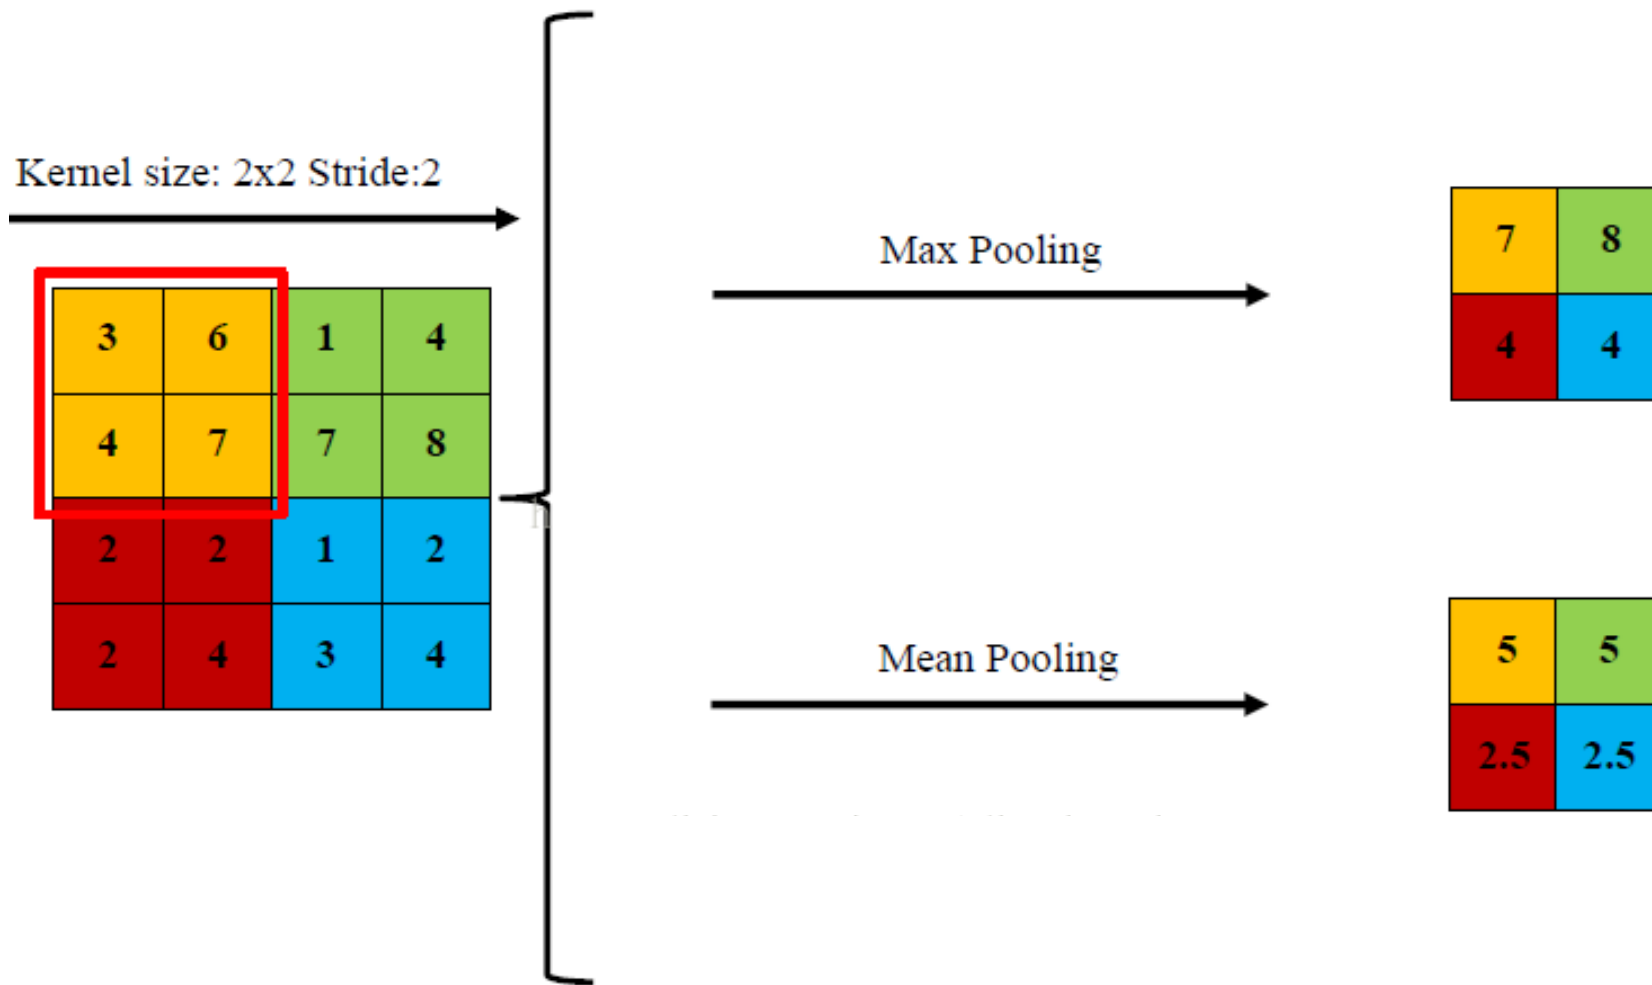 Kernel size: 2x2 Stride:2
3 6 1 4
4 7 7 8
2 2 1 2
2 4 3 4
Max Pooling
7 8
4 4
Mean Pooling
5 5
2.5 2.5